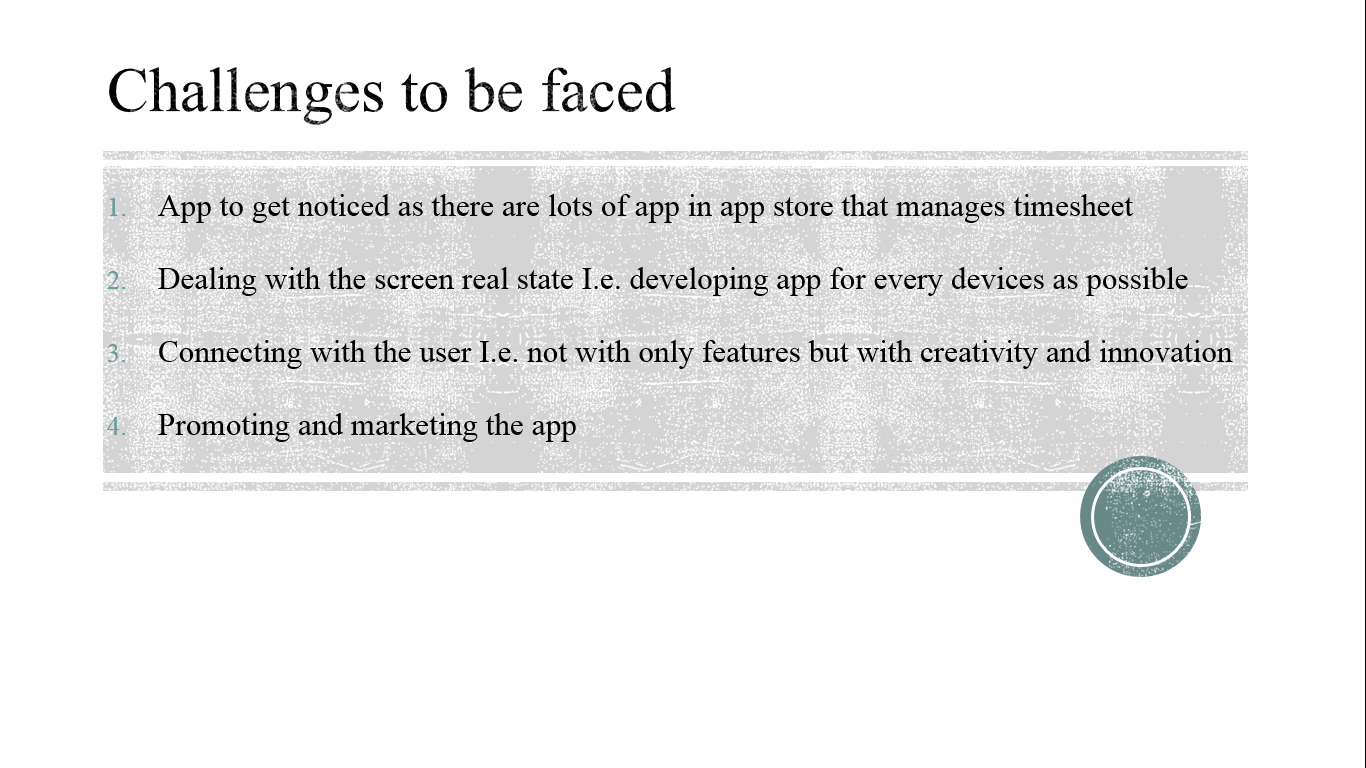 Challenges to be faced
1. App to get noticed as there are lots of app in app store that manages timesheet
2. Dealing with the screen real state I.e. developing app for every devices as possible
3. Connecting with the user I.e. not with only features but with creativity and innovation
4. Promoting and marketing the app